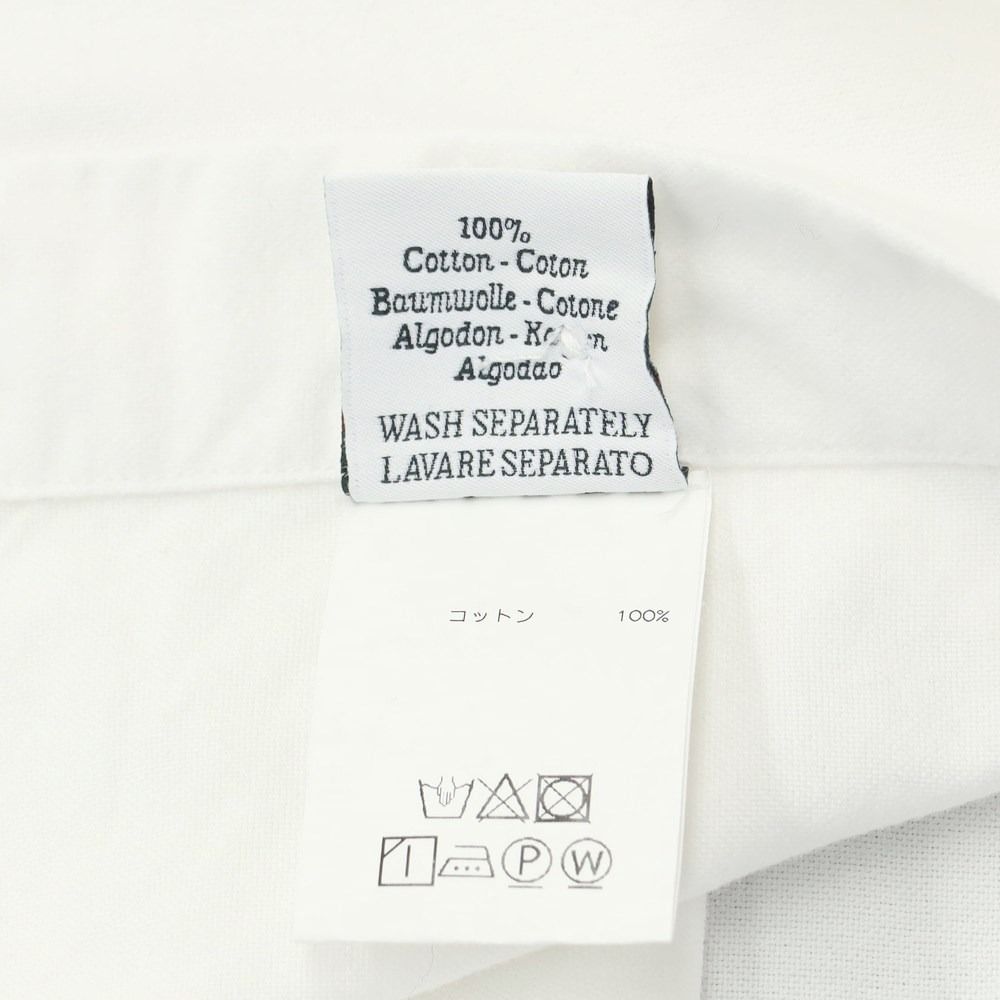 100%
Cotton - Coton
Baumwolle - Cotone
Algodon -
Algodao
WASH SEPARATELY
LAVARE SEPARATO
コットン 100%
P W